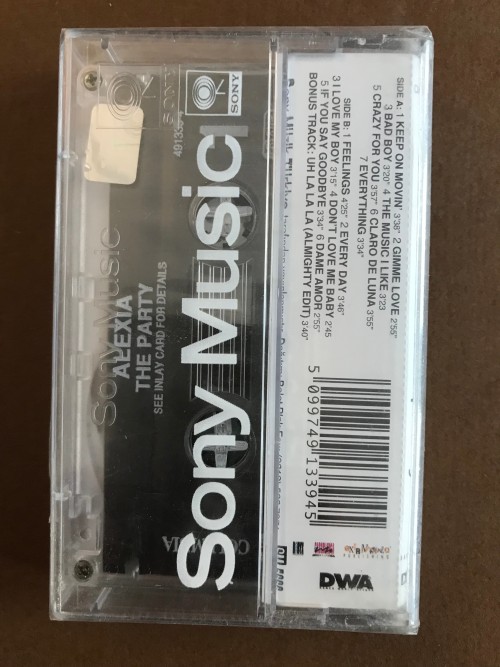 SIDE A: 1 KEEP ON MOVIN' 3'38" 2 GIMME LOVE 2'55"
3 BAD BOY 3'20" 4 THE MUSIC I LIKE 3'23
5 CRAZY FOR YOU 3'57" 6 CLARO DE LUNA 3'55"
7 EVERYTHING 3'34"
SIDE B: 1 FEELINGS 4'25" 2 EVERY DAY 3'46
3 I LOVE MY BOY 3'15" 4 DON'T LOVE ME BABY 2'45
5 IF YOU SAY GOODBYE 3'34" 6 DAME AMOR 2'55"
BONUS TRACK: UH LA LA LA (ALMIGHTY EDIT) 3'40"
5 099749 133945
DWA
SONY
Sony Music
SONY
Sony Music
ALEXIA
THE PARTY
SEE INLAY CARD FOR DETAILS